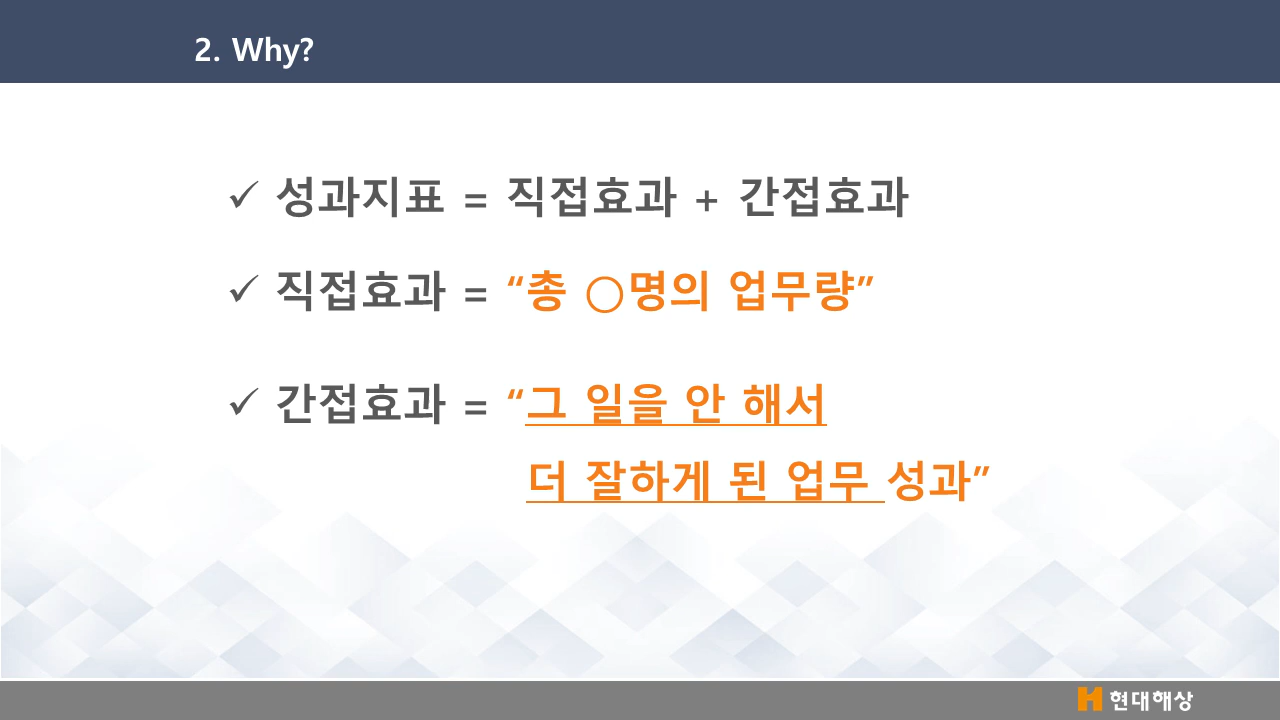 2. Why?
✓ 성과지표 = 직접효과 + 간접효과
✓ 직접효과 = “총 ○명의 업무량”
✓ 간접효과 = “그 일을 안 해서
더 잘하게 된 업무 성과”
현대해상